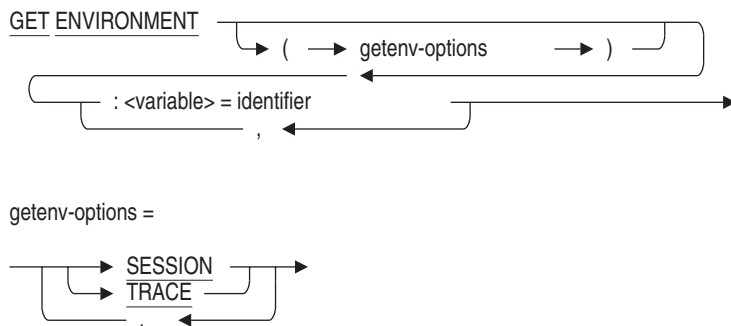 GET ENVIRONMENT
( getenv-options )
: <variable> = identifier
,
getenv-options =
SESSION
TRACE
,